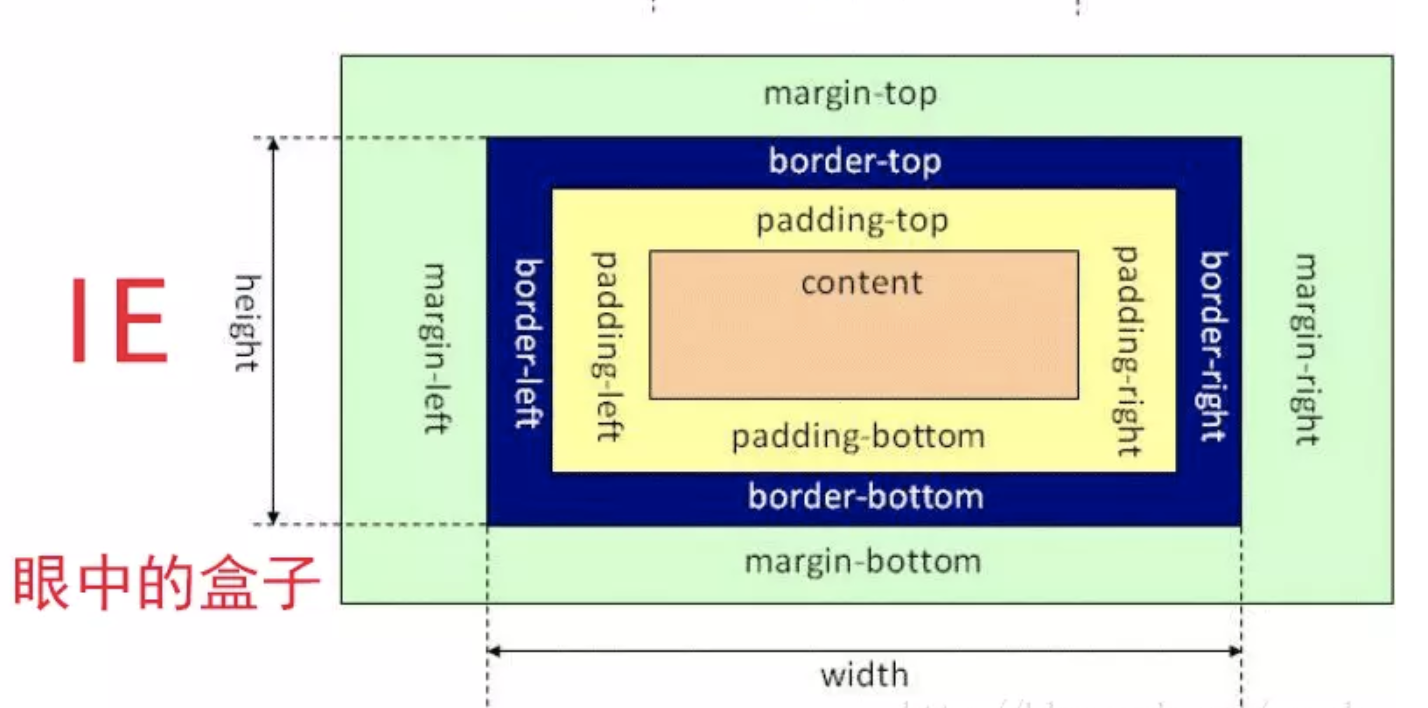 margin-top
border-top
padding-top
content
IE
height
margin-left
border-left
padding-left
padding-right
border-right
margin-right
padding-bottom
border-bottom
眼中的盒子
margin-bottom
width